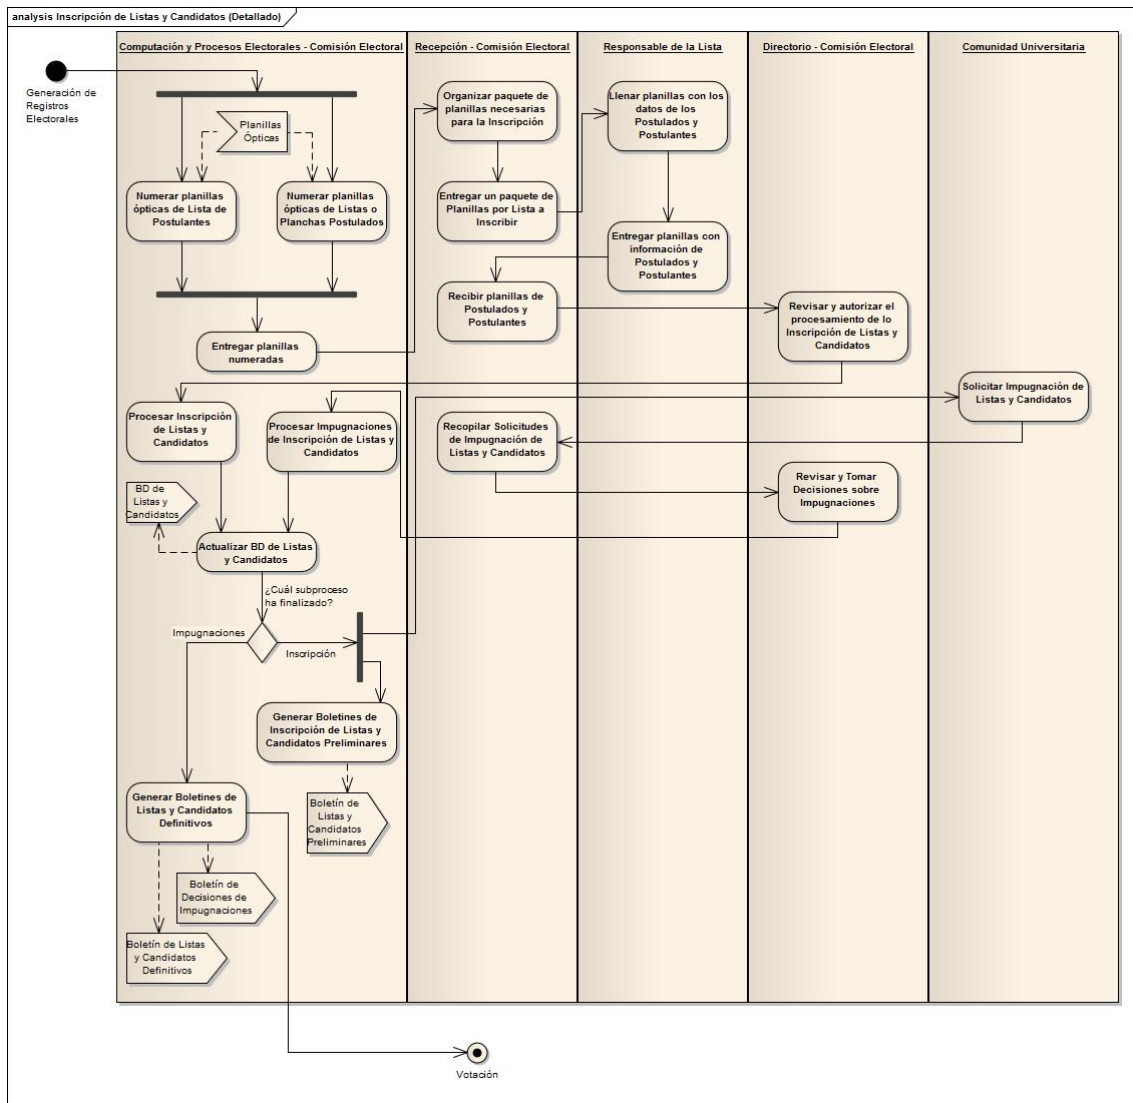 analysis Inscripción de Listas y Candidatos (Detallado)
Computación y Procesos Electorales - Comisión Electoral
Recepción - Comisión Electoral
Responsable de la Lista
Directorio - Comisión Electoral
Comunidad Universitaria
Generación de
Registros
Electorales
Planillas
Ópticas
Numerar planillas
ópticas de Lista de
Postulantes
Numerar planillas
ópticas de Listas o
Planchas Postulados
Entregar planillas
numeradas
Organizar paquete de
planillas necesarias
para la Inscripción
Entregar un paquete de
Planillas por Lista a
Inscribir
Llenar planillas con los
datos de los
Postulados y
Postulantes
Entregar planillas con
información de
Postulados y
Postulantes
Recibir planillas de
Postulados y
Postulantes
Revisar y autorizar el
procesamiento de lo
Inscripción de Listas y
Candidatos
Solicitar Impugnación de
Listas y Candidatos
Procesar Inscripción
de Listas y
Candidatos
Procesar Impugnaciones
de Inscripción de Listas y
Candidatos
Recopilar Solicitudes
de Impugnación de
Listas y Candidatos
Revisar y Tomar
Decisiones sobre
Impugnaciones
BD de
Listas y
Candidatos
Actualizar BD de Listas
y Candidatos
¿Cuál subproceso
ha finalizado?
Impugnaciones
Inscripción
Generar Boletines de
Inscripción de Listas y
Candidatos Preliminares
Generar Boletines de
Listas y Candidatos
Definitivos
Boletín de
Listas y
Candidatos
Preliminares
Boletín de
Decisiones de
Impugnaciones
Boletín de Listas
y Candidatos
Definitivos
Votación